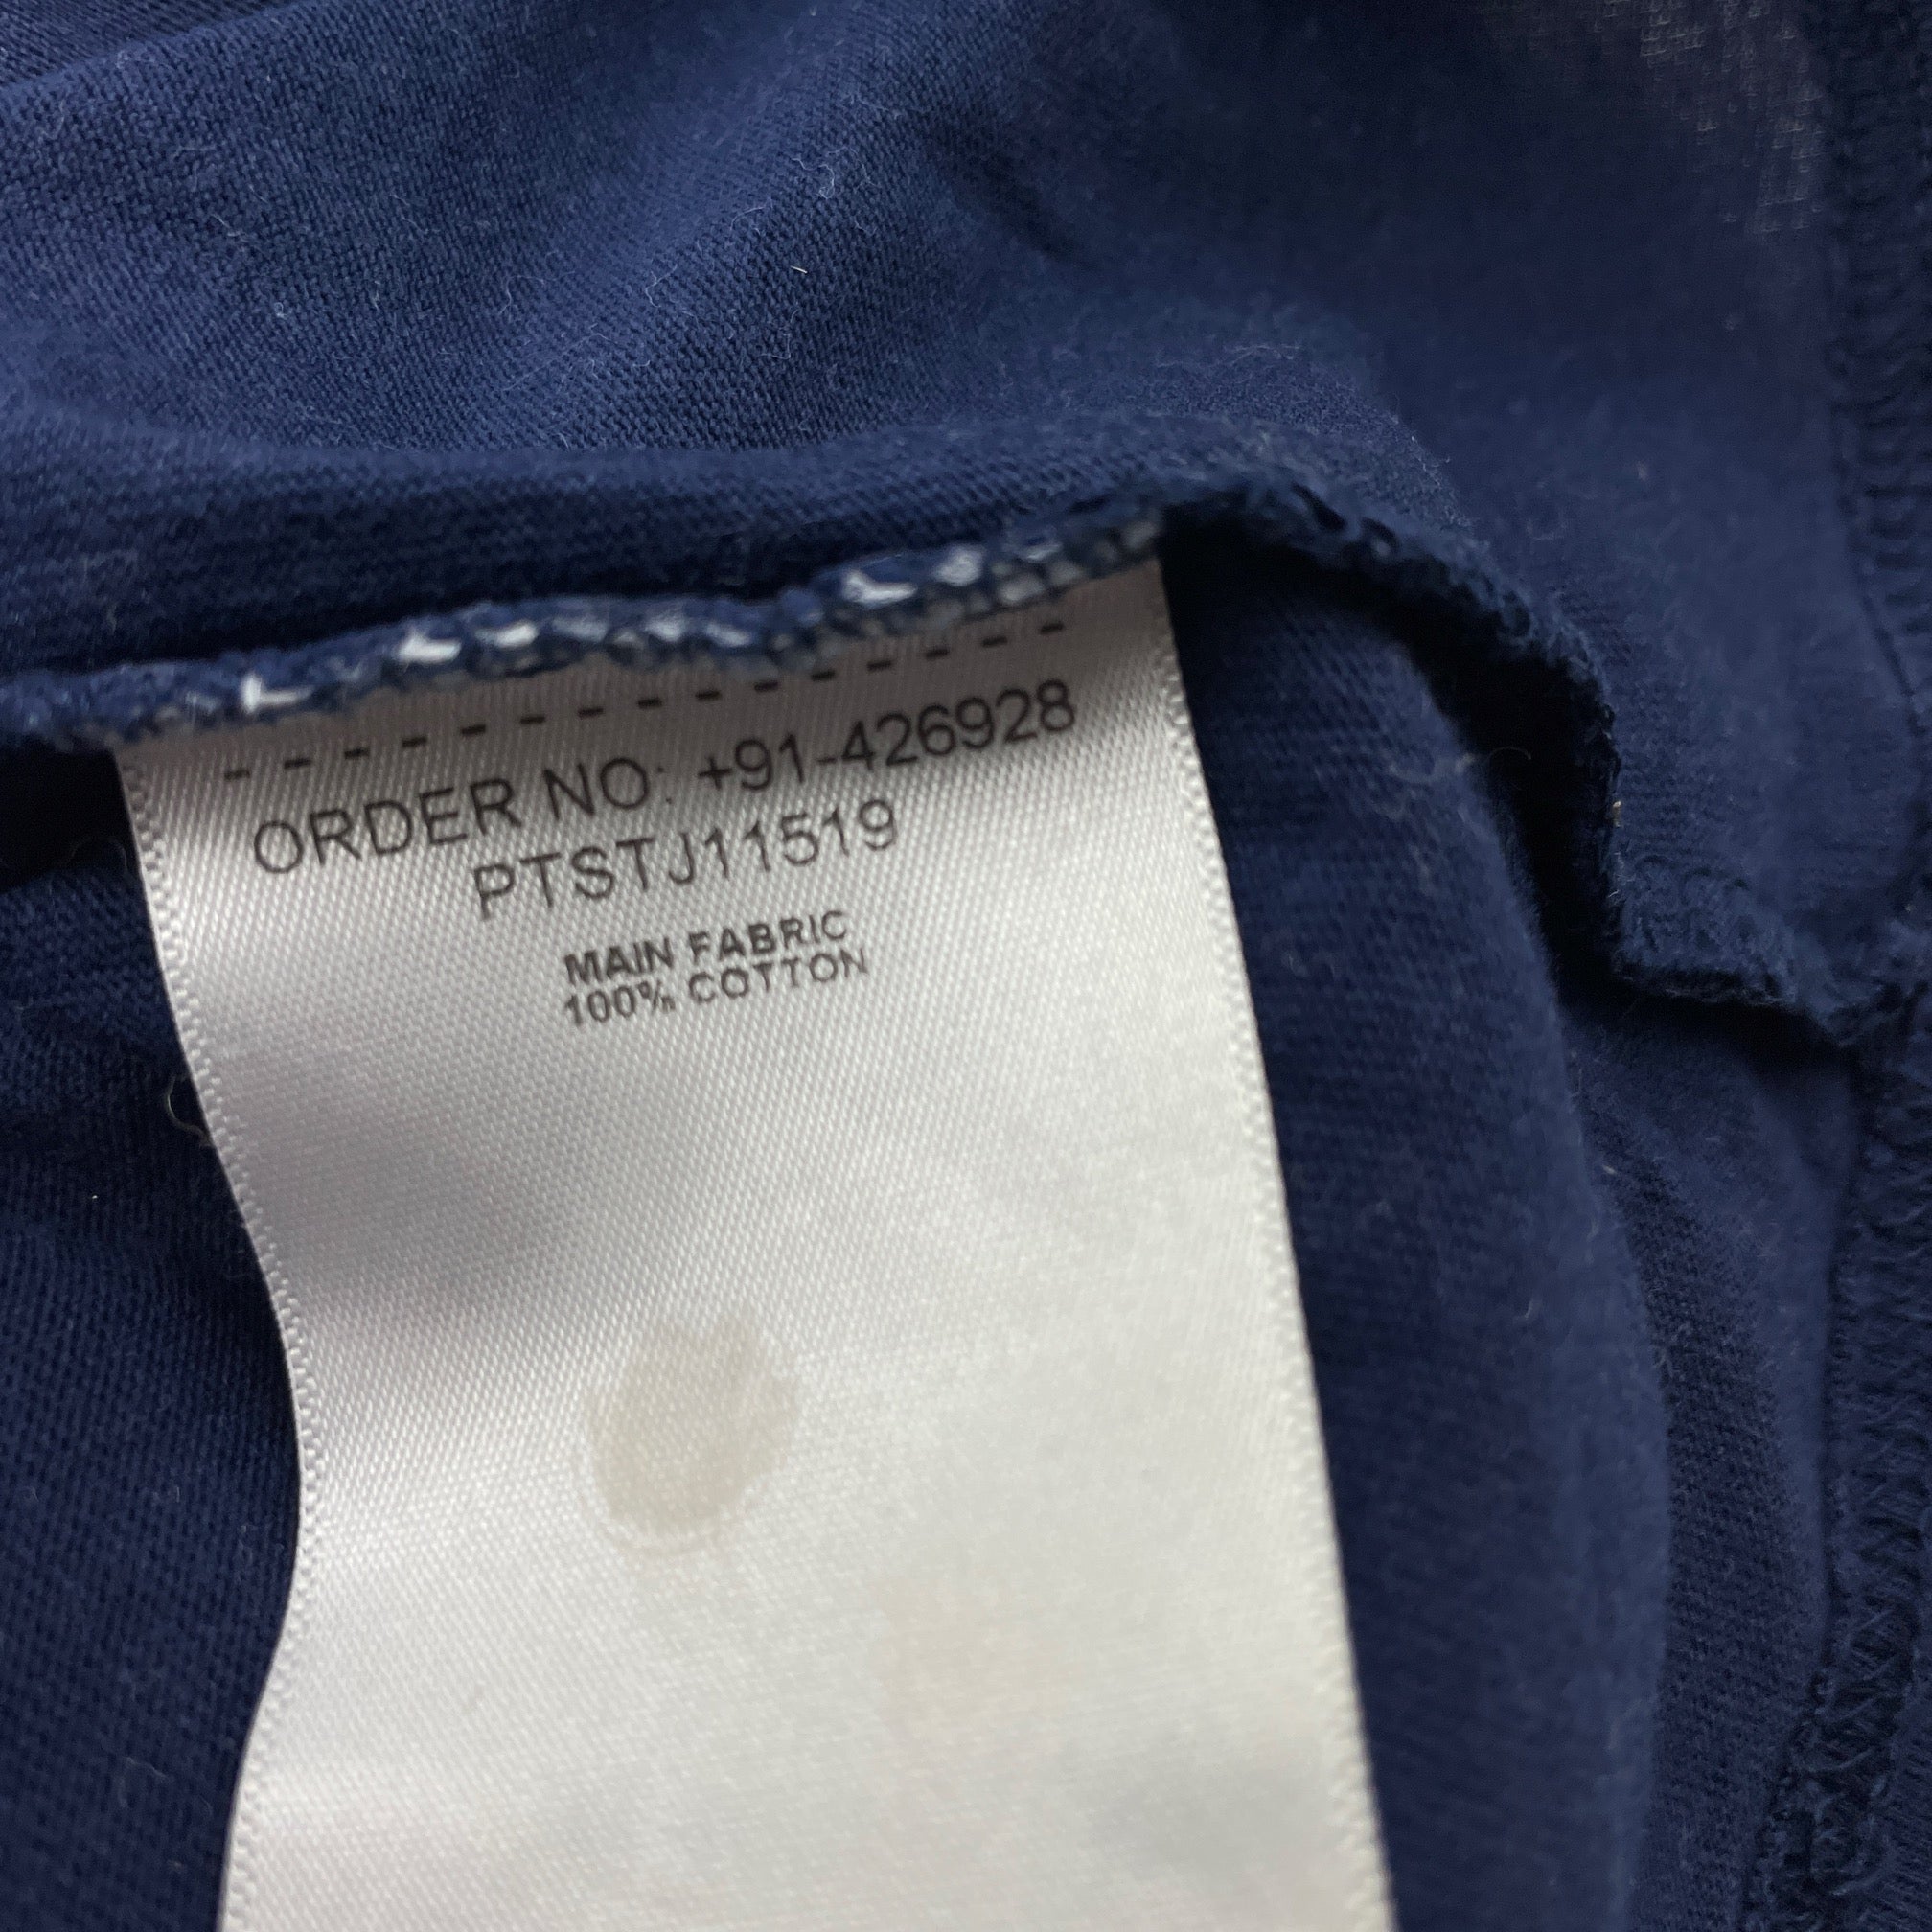 ORDER NO: +91-426928
PTSTJ11519
MAIN FABRIC
100% COTTON